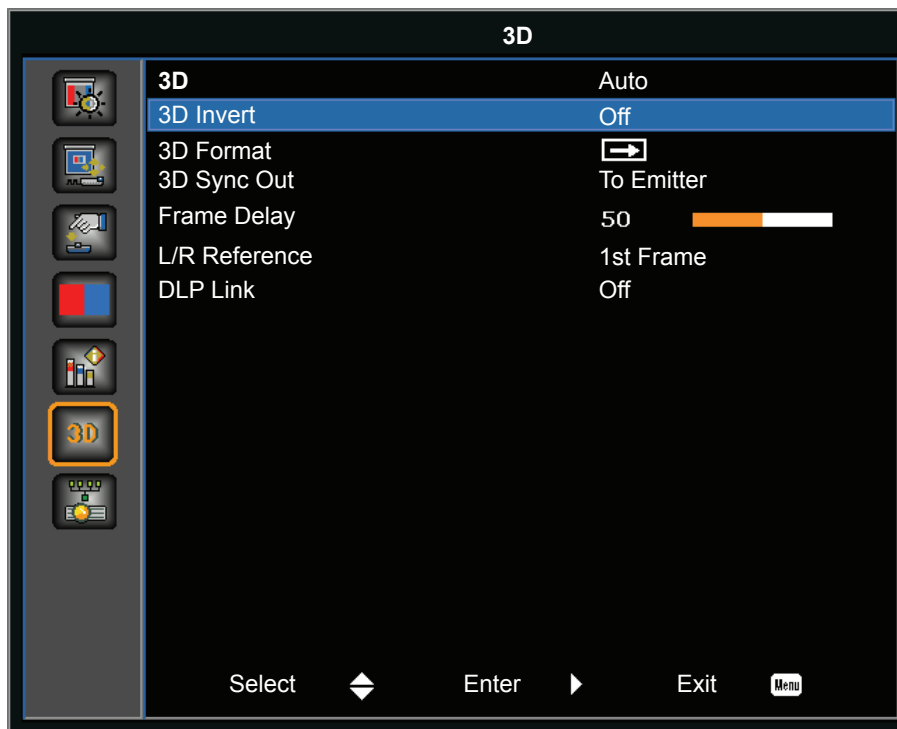 3D
3D Auto
3D Invert Off
3D Format
3D Sync Out To Emitter
Frame Delay 50
L/R Reference 1st Frame
DLP Link Off
3D
Select Enter Exit Menu